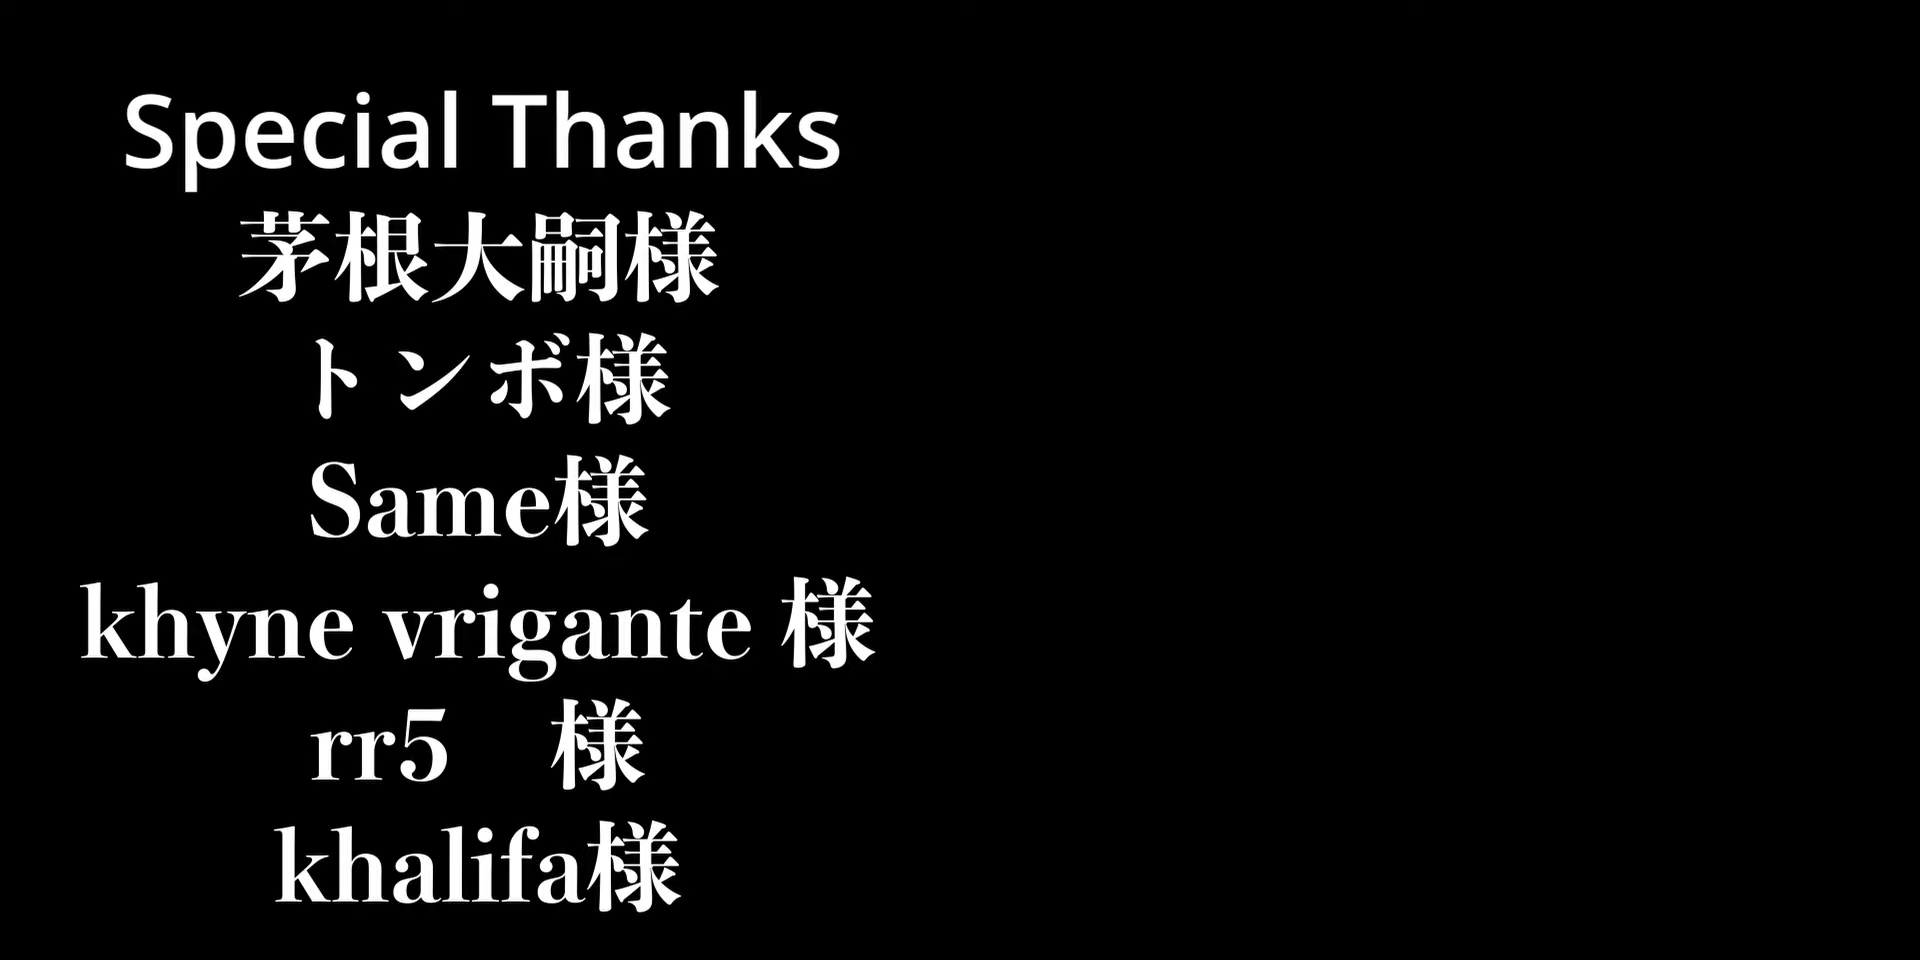 Special Thanks
茅根大嗣様
トンボ様
Same様
khyne vrigante 様
rr5　様
khalifa様